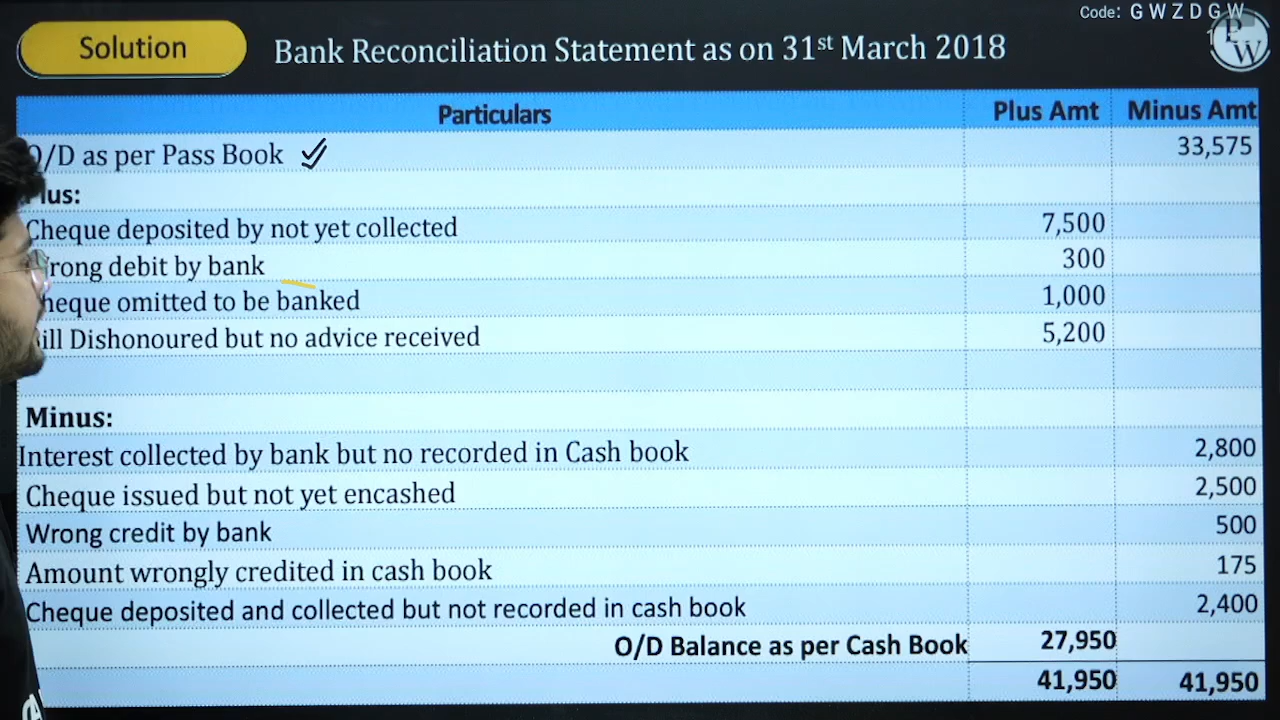 Code: G W Z D G W
PW
Solution
Bank Reconciliation Statement as on 31st March 2018
Particulars Plus Amt Minus Amt
O/D as per Pass Book 33,575
Plus:
Cheque deposited by not yet collected 7,500
Wrong debit by bank 300
Cheque omitted to be banked 1,000
Bill Dishonoured but no advice received 5,200
Minus:
Interest collected by bank but no recorded in Cash book 2,800
Cheque issued but not yet encashed 2,500
Wrong credit by bank 500
Amount wrongly credited in cash book 175
Cheque deposited and collected but not recorded in cash book 2,400
O/D Balance as per Cash Book 27,950
41,950 41,950